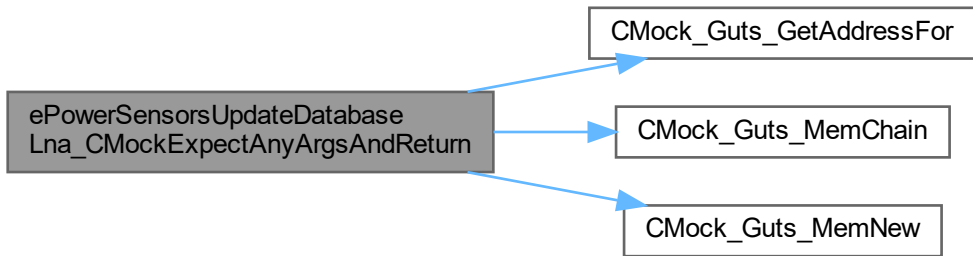 CMock_Guts_GetAddressFor
ePowerSensorsUpdateDatabase
Lna_CMockExpectAnyArgsAndReturn
CMock_Guts_MemChain
CMock_Guts_MemNew